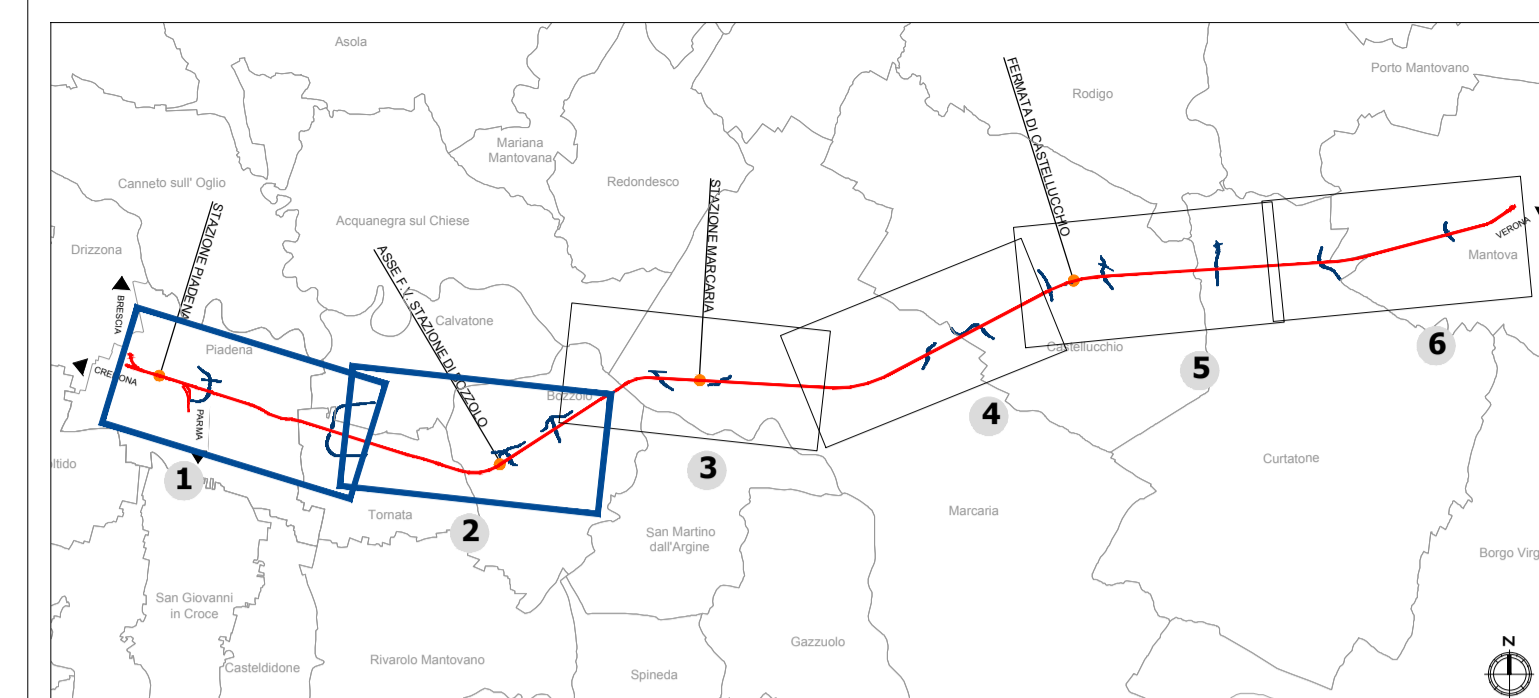 Asola
Porto Mantovano
Rodigo
FERMATA DI CASTELLUCCHIO
Mariana
Mantovana
Canneto sull' Oglio
Redondesco
STAZIONE MARCARIA
Acquanegra sul Chiese
STAZIONE PIADENA
Drizzona
ASSE F.V. STAZIONE DI BOZZOLO
VERONA
Mantova
BRESCIA
Calvatone
Piadena
Castellucchio
6
CREMONA
5
Bozzolo
PARMA
4
1
3
Curtatone
Tornata
2
Marcaria
San Martino
dall'Argine
Borgo Virg
San Giovanni
in Croce
Gazzuolo
Casteldidone
Rivarolo Mantovano
Spineda
N